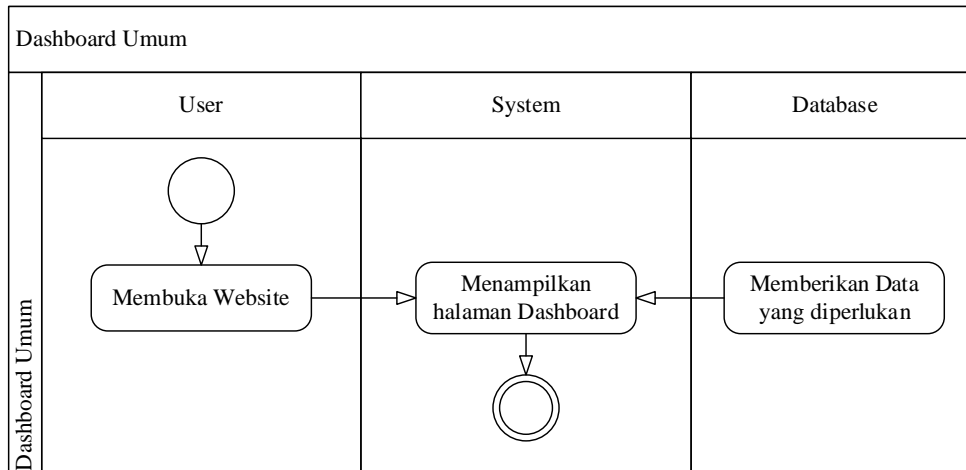 Dashboard Umum
User
System
Database
Dashboard Umum
Membuka Website
Menampilkan
halaman Dashboard
Memberikan Data
yang diperlukan